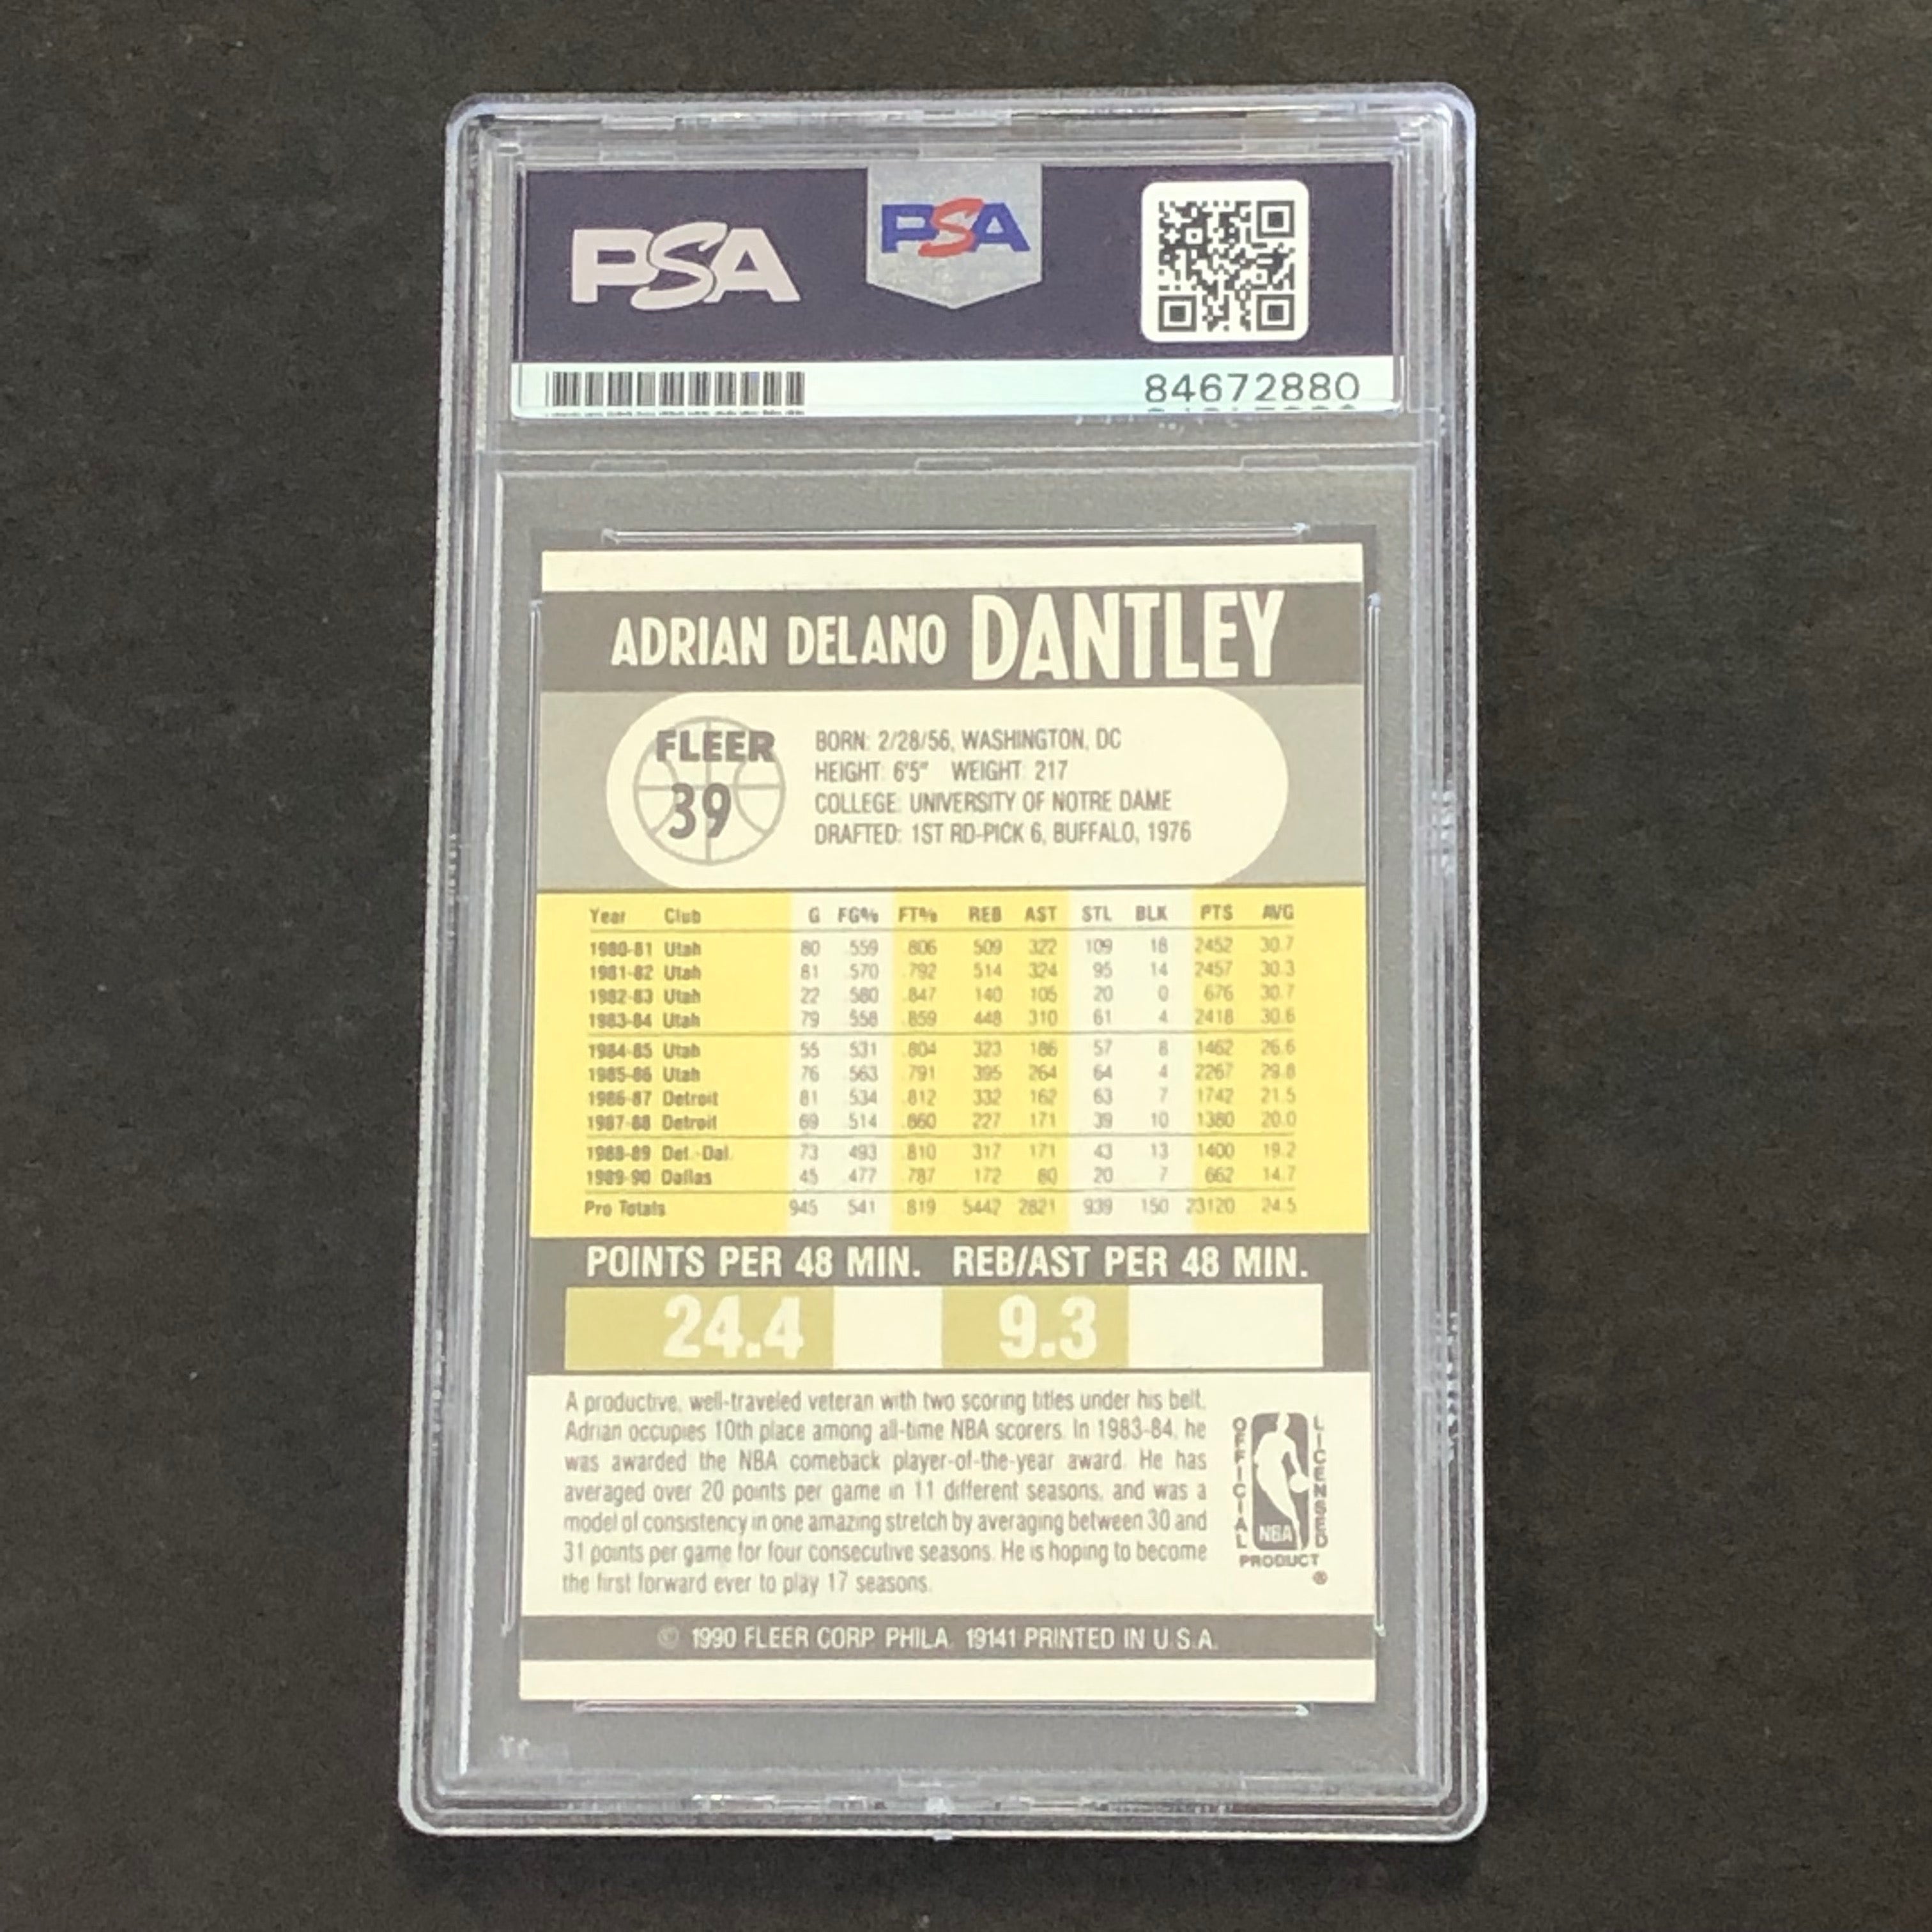 PSA
PSA
84672880
ADRIAN DELANO DANTLEY
FLEER
39
BORN: 2/28/56, WASHINGTON, DC
HEIGHT: 6'5" WEIGHT: 217
COLLEGE: UNIVERSITY OF NOTRE DAME
DRAFTED: 1ST RD-PICK 6, BUFFALO, 1976
Year Club G FG% FT% REB AST STL BLK PTS AVG
1980-81 Utah 80 .559 .806 509 322 109 18 2452 30.7
1981-82 Utah 81 .570 .792 514 324 95 14 2457 30.3
1982-83 Utah 22 .580 .847 140 105 20 0 676 30.7
1983-84 Utah 79 .558 .859 448 310 61 4 2418 30.6
1984-85 Utah 55 .531 .804 323 186 57 8 1462 26.6
1985-86 Utah 76 .563 .791 395 264 64 4 2267 29.8
1986-87 Detroit 81 .534 .812 332 162 63 7 1742 21.5
1987-88 Detroit 69 .514 .860 227 171 39 10 1380 20.0
1988-89 Det.-Dal. 73 .493 .810 317 171 43 13 1400 19.2
1989-90 Dallas 45 .477 .787 172 80 20 7 662 14.7
Pro Totals 945 .541 .819 5442 2821 939 150 23120 24.5
POINTS PER 48 MIN. REB/AST PER 48 MIN.
24.4 9.3
A productive, well-traveled veteran with two scoring titles under his belt,
Adrian occupies 10th place among all-time NBA scorers. In 1983-84, he
was awarded the NBA comeback player-of-the-year award. He has
averaged over 20 points per game in 11 different seasons, and was a
model of consistency in one amazing stretch by averaging between 30 and
31 points per game for four consecutive seasons. He is hoping to become
the first forward ever to play 17 seasons.
OFFICIAL
LICENSED
NBA
PRODUCT
®
© 1990 FLEER CORP. PHILA. 19141 PRINTED IN U.S.A.